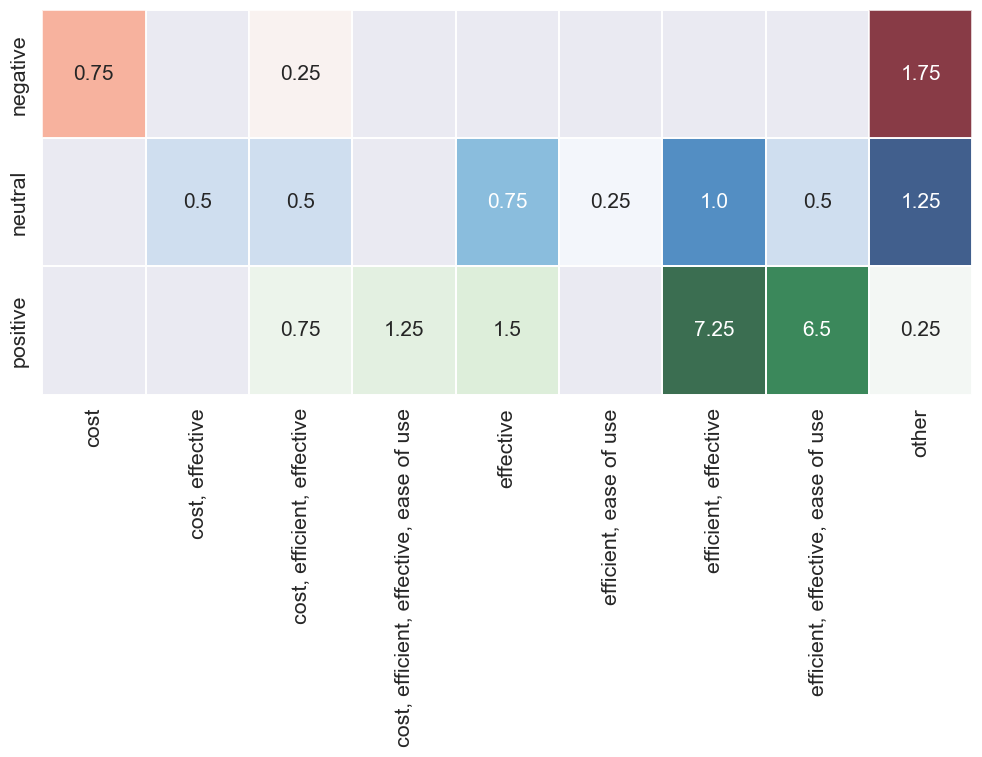 negative
0.75
0.25
1.75
neutral
0.5
0.5
0.75
0.25
1.0
0.5
1.25
positive
0.75
1.25
1.5
7.25
6.5
0.25
cost
cost, effective
cost, efficient, effective
cost, efficient, effective, ease of use
effective
efficient, ease of use
efficient, effective
efficient, effective, ease of use
other